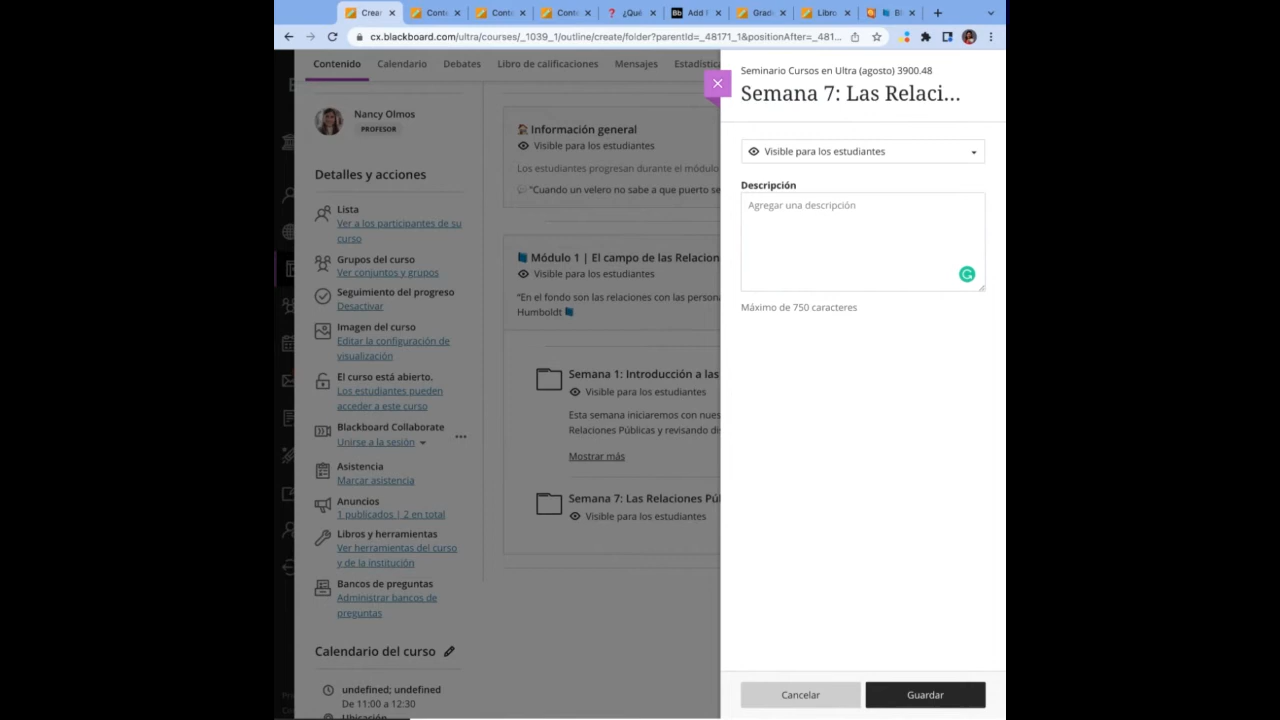 Crear
Conte
Conte
Conte
¿Qué
Add I
Grad
Libro
cx.blackboard.com/ultra/courses/_1039_1/outline/create/folder?parentId=_48171_1&positionAfter=_481...
Contenido
Calendario
Debates
Libro de calificaciones
Mensajes
Estadística
Nancy Olmos
PROFESOR
Detalles y acciones
Lista
Ver a los participantes de su
curso
Grupos del curso
Ver conjuntos y grupos
Seguimiento del progreso
Desactivar
Imagen del curso
Editar la configuración de
visualización
El curso está abierto.
Los estudiantes pueden
acceder a este curso
Blackboard Collaborate
Unirse a la sesión
Asistencia
Marcar asistencia
Anuncios
1 publicados | 2 en total
Libros y herramientas
Ver herramientas del curso
y de la institución
Bancos de preguntas
Administrar bancos de
preguntas
Calendario del curso
undefined; undefined
De 11:00 a 12:30
Ubicación
Información general
Visible para los estudiantes
Los estudiantes progresan durante el módulo
"Cuando un velero no sabe a que puerto se
Módulo 1 | El campo de las Relacion
Visible para los estudiantes
"En el fondo son las relaciones con las persona
Humboldt
Semana 1: Introducción a las
Visible para los estudiantes
Esta semana iniciaremos con nues
Relaciones Públicas y revisando di
Mostrar más
Semana 7: Las Relaciones Púl
Visible para los estudiantes
Seminario Cursos en Ultra (agosto) 3900.48
Semana 7: Las Relaci...
Visible para los estudiantes
Descripción
Agregar una descripción
Máximo de 750 caracteres
Cancelar
Guardar